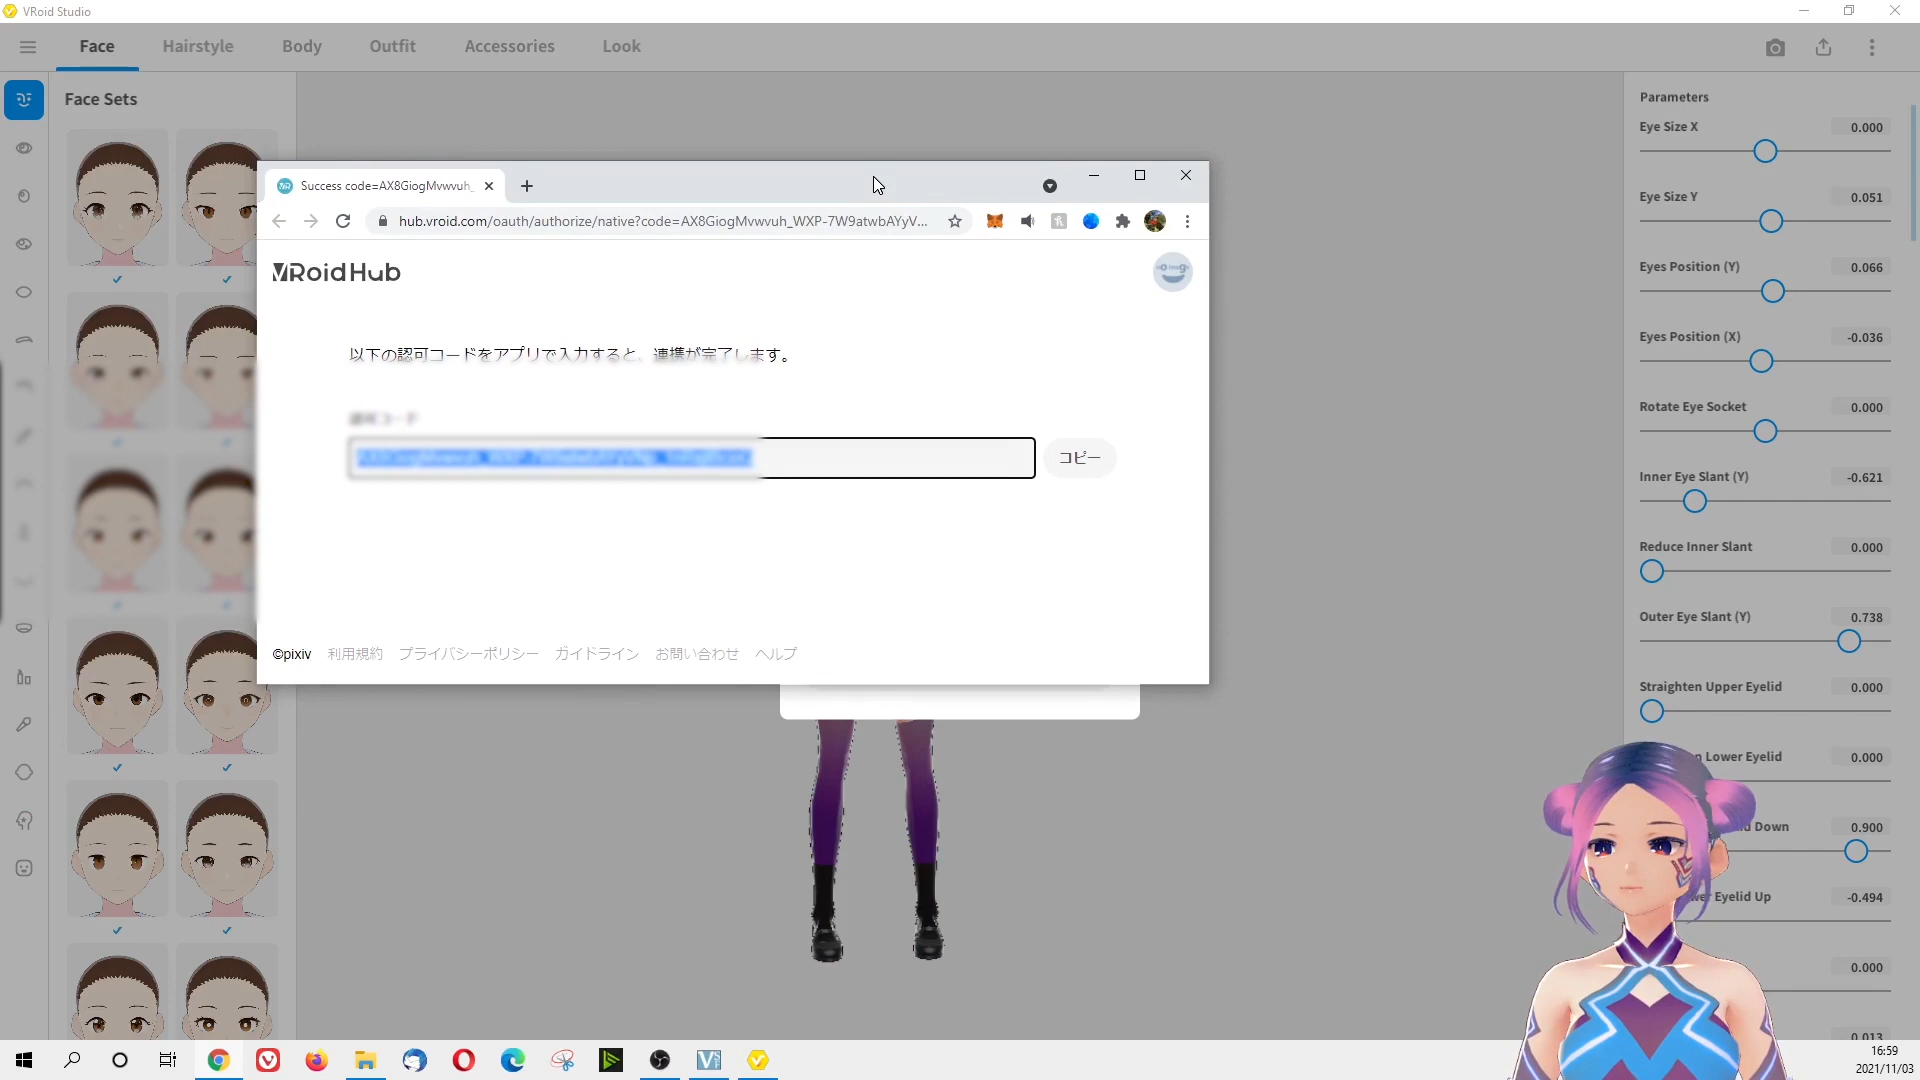 VRoid Studio
Face
Hairstyle
Body
Outfit
Accessories
Look
Face Sets
Success code=AX8GiogMvwvuh_
hub.vroid.com/oauth/authorize/native?code=AX8GiogMvwvuh_WXP-7W9atwbAYyV...
VRoid Hub
以下の認可コードをアプリで入力すると、連携が完了します。
認可コード
コピー
©pixiv 利用規約 プライバシーポリシー ガイドライン お問い合わせ ヘルプ
Parameters
Eye Size X 0.000
Eye Size Y 0.051
Eyes Position (Y) 0.066
Eyes Position (X) -0.036
Rotate Eye Socket 0.000
Inner Eye Slant (Y) -0.621
Reduce Inner Slant 0.000
Outer Eye Slant (Y) 0.738
Straighten Upper Eyelid 0.000
Lower Eyelid 0.000
Down 0.900
Eyelid Up -0.494
0.000
0.013
16:59
2021/11/03